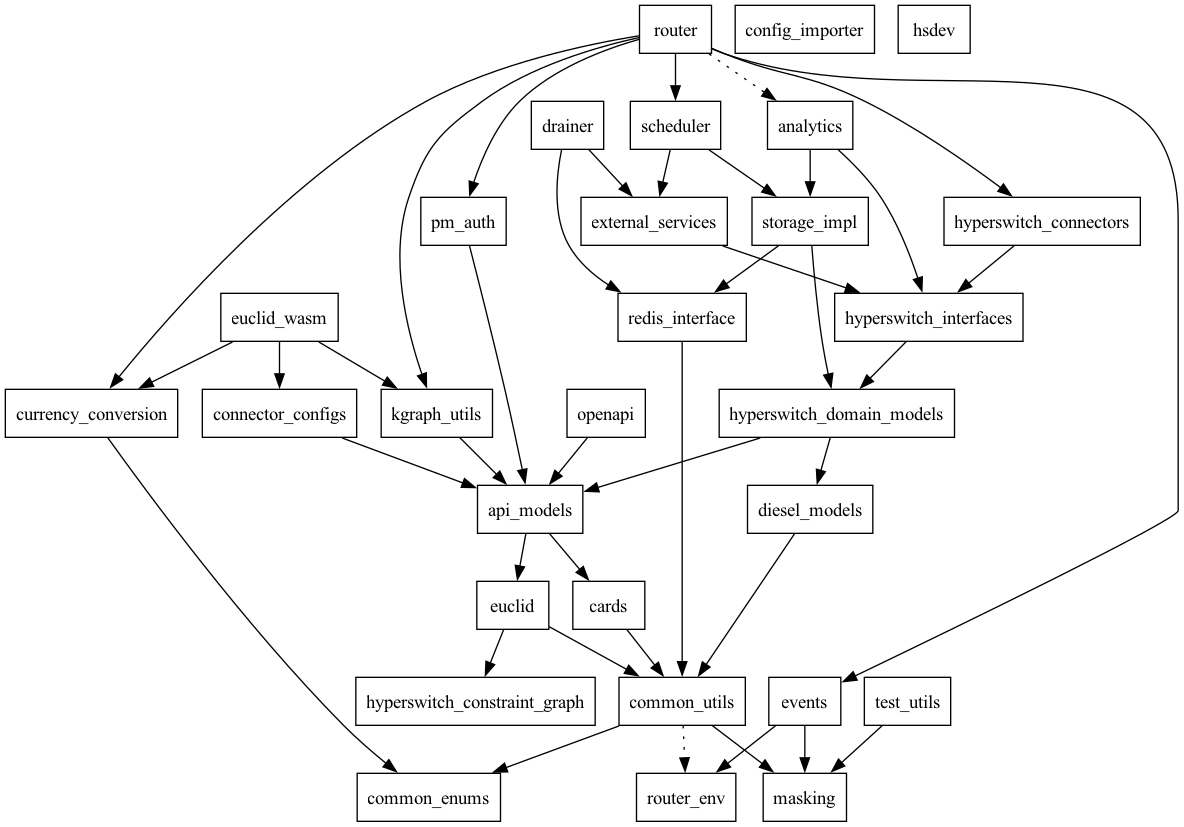 router
config_importer
hsdev
drainer
scheduler
analytics
pm_auth
external_services
storage_impl
hyperswitch_connectors
euclid_wasm
redis_interface
hyperswitch_interfaces
currency_conversion
connector_configs
kgraph_utils
openapi
hyperswitch_domain_models
api_models
diesel_models
euclid
cards
hyperswitch_constraint_graph
common_utils
events
test_utils
common_enums
router_env
masking